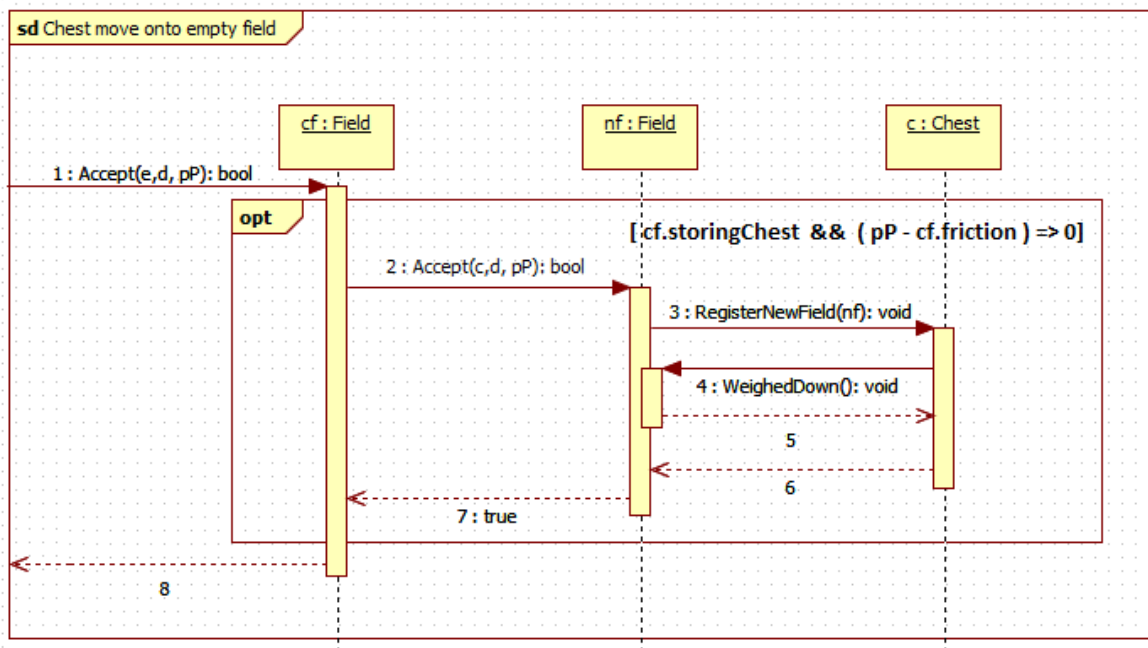 sd Chest move onto empty field
cf : Field
nf : Field
c : Chest
1 : Accept(e,d, pP): bool
opt
[ cf.storingChest && ( pP - cf.friction ) => 0]
2 : Accept(c,d, pP): bool
3 : RegisterNewField(nf): void
4 : WeighedDown(): void
5
6
7 : true
8